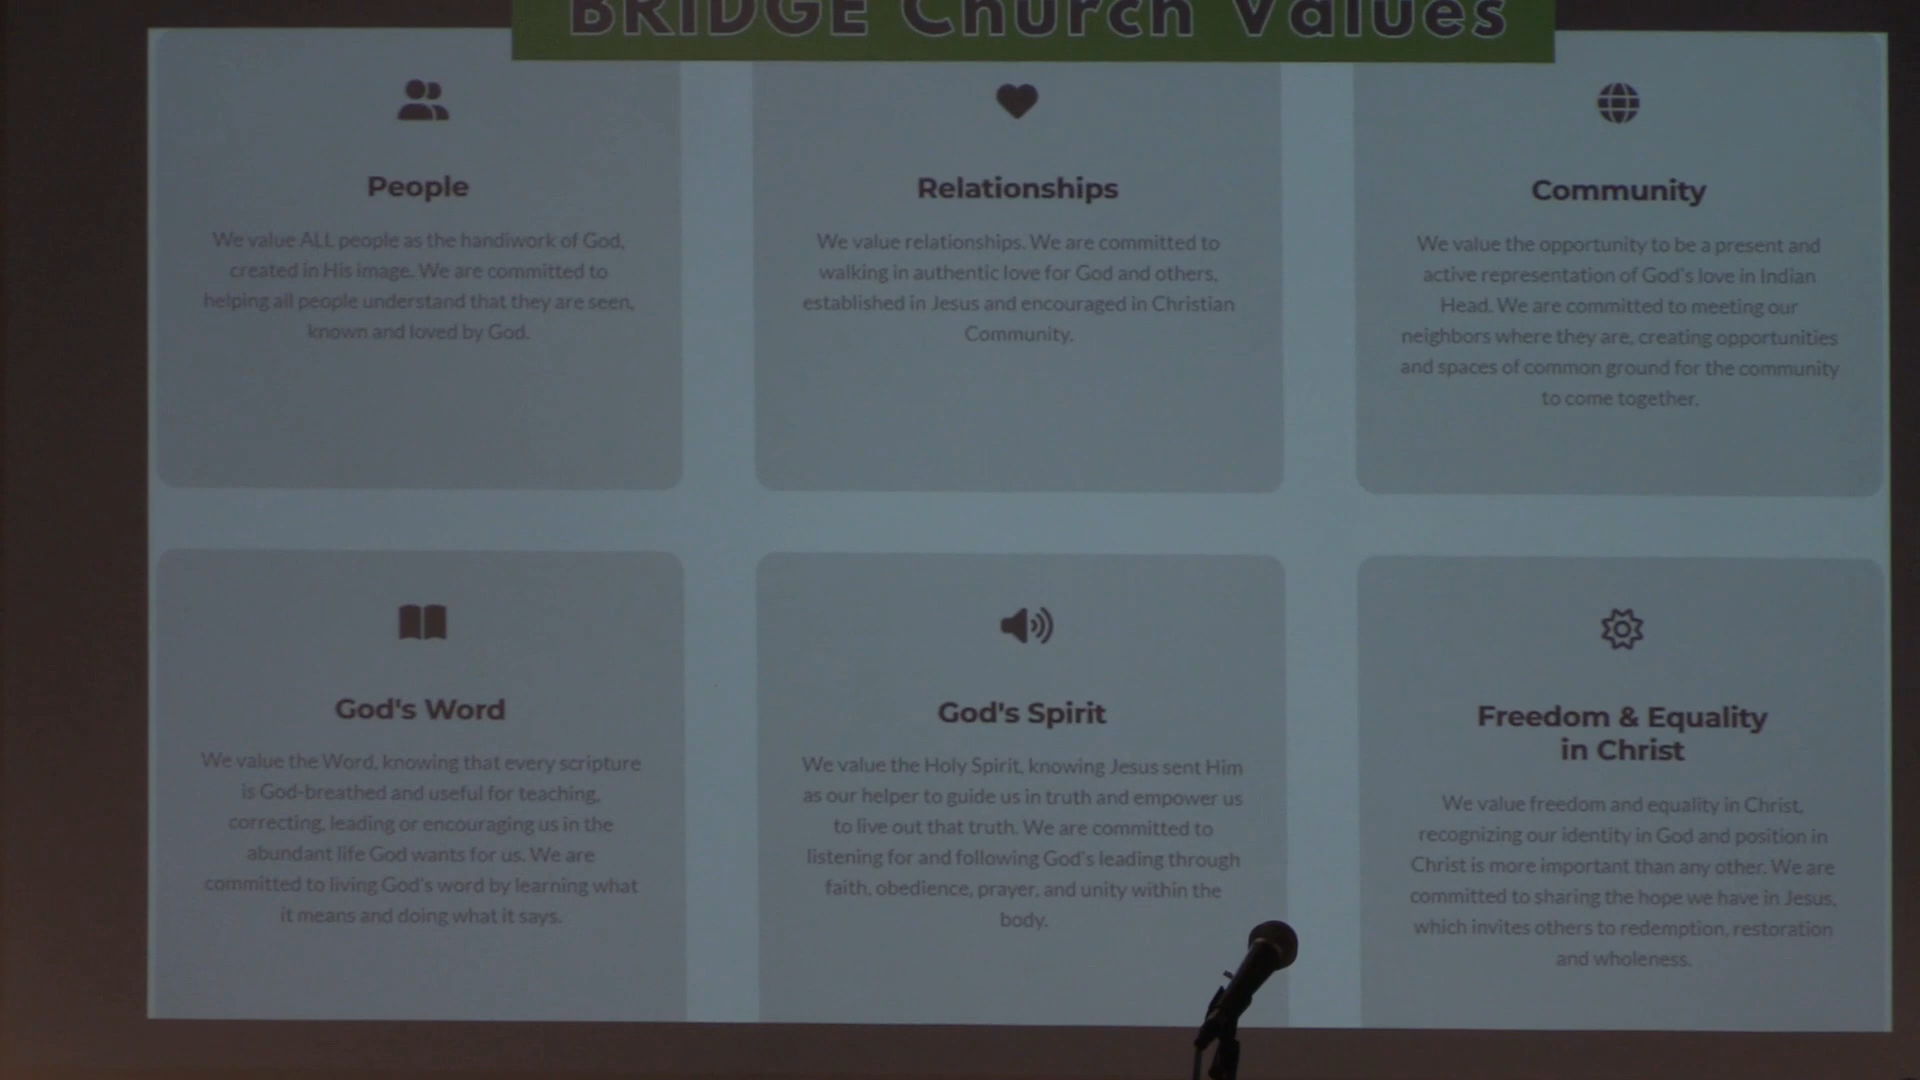 BRIDGE Church Values
People
We value ALL people as the handiwork of God,
created in His image. We are committed to
helping all people understand that they are seen,
known and loved by God.
Relationships
We value relationships. We are committed to
walking in authentic love for God and others,
established in Jesus and encouraged in Christian
Community.
Community
We value the opportunity to be a present and
active representation of God's love in Indian
Head. We are committed to meeting our
neighbors where they are, creating opportunities
and spaces of common ground for the community
to come together.
God's Word
We value the Word, knowing that every scripture
is God-breathed and useful for teaching,
correcting, leading or encouraging us in the
abundant life God wants for us. We are
committed to living God's word by learning what
it means and doing what it says.
God's Spirit
We value the Holy Spirit, knowing Jesus sent Him
as our helper to guide us in truth and empower us
to live out that truth. We are committed to
listening for and following God's leading through
faith, obedience, prayer, and unity within the
body.
Freedom & Equality
in Christ
We value freedom and equality in Christ,
recognizing our identity in God and position in
Christ is more important than any other. We are
committed to sharing the hope we have in Jesus,
which invites others to redemption, restoration
and wholeness.